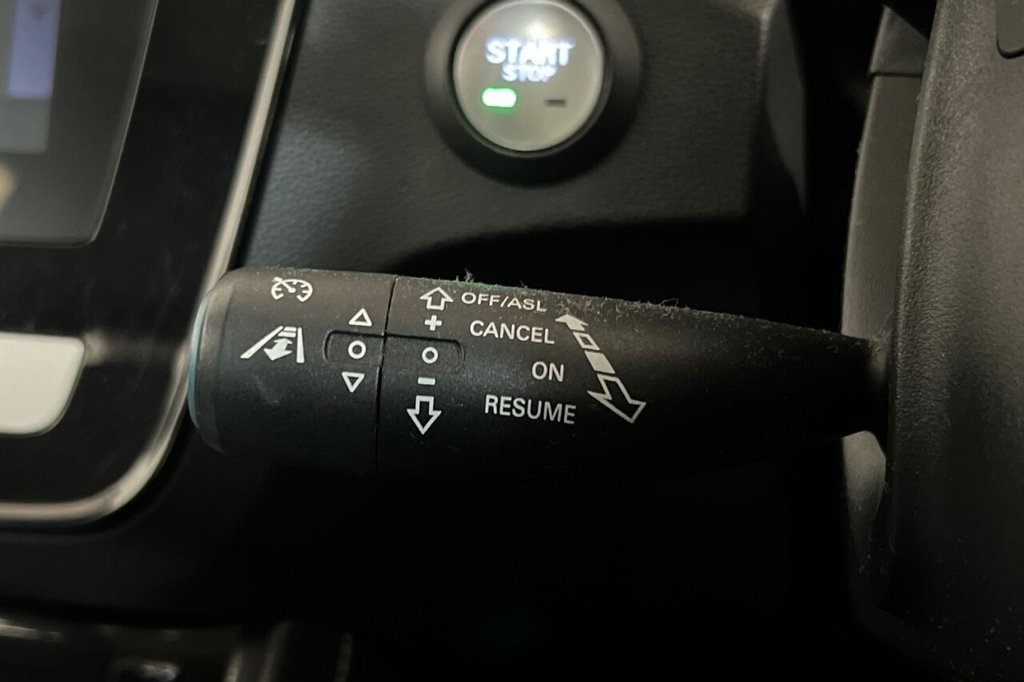 START
STOP
OFF/ASL
+
CANCEL
ON
−
RESUME